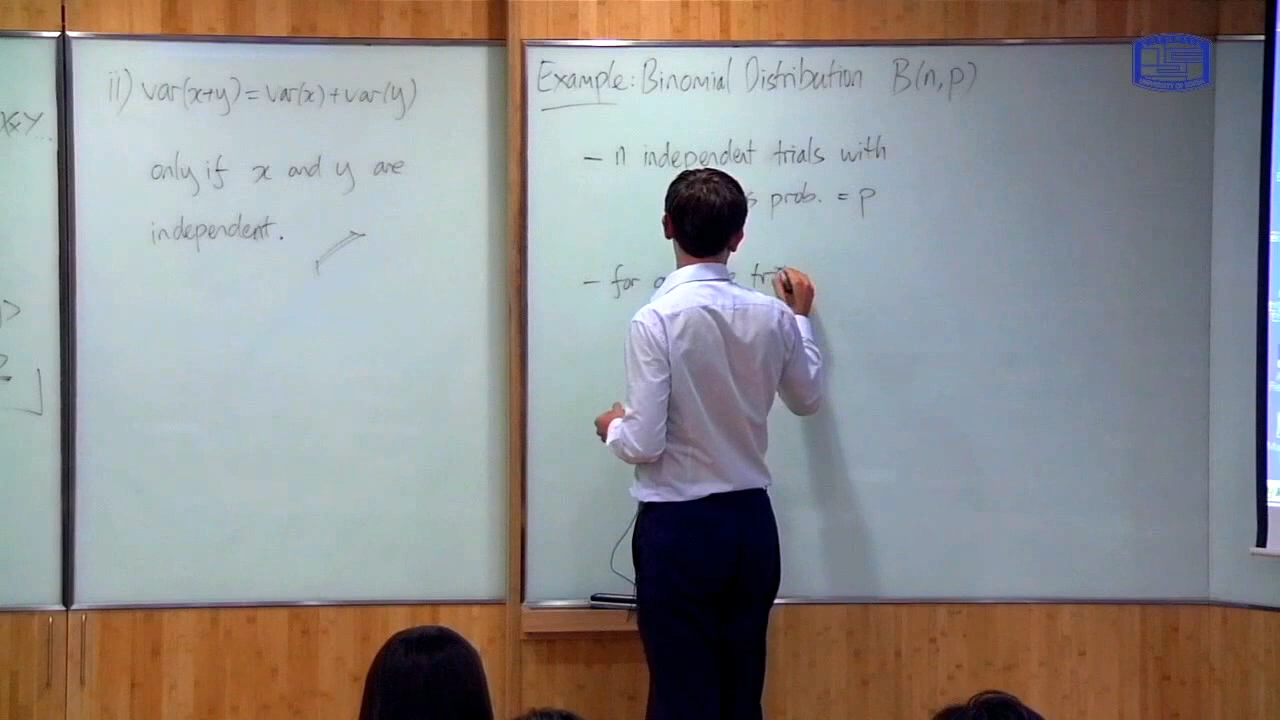 X & Y.
ii) var(x+y) = var(x) + var(y)
only if x and y are
independent.
Example: Binomial Distribution B(n,p)
– n independent trials with
prob. = p
– for